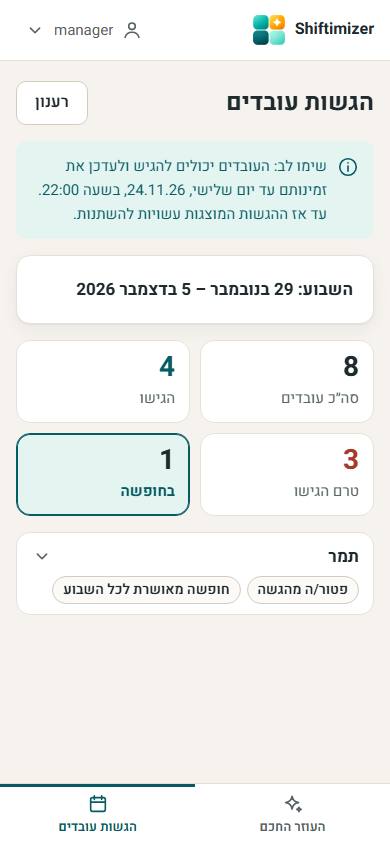 Shiftimizer
manager
הגשות עובדים
רענון
שימו לב: העובדים יכולים להגיש ולעדכן את
זמינותם עד יום שלישי, 24.11.26, בשעה 22:00.
עד אז ההגשות המוצגות עשויות להשתנות.
השבוע: 29 בנובמבר – 5 בדצמבר 2026
8
סה״כ עובדים
4
הגישו
3
טרם הגישו
1
בחופשה
תמר
פטור/ה מהגשה
חופשה מאושרת לכל השבוע
העוזר החכם
הגשות עובדים